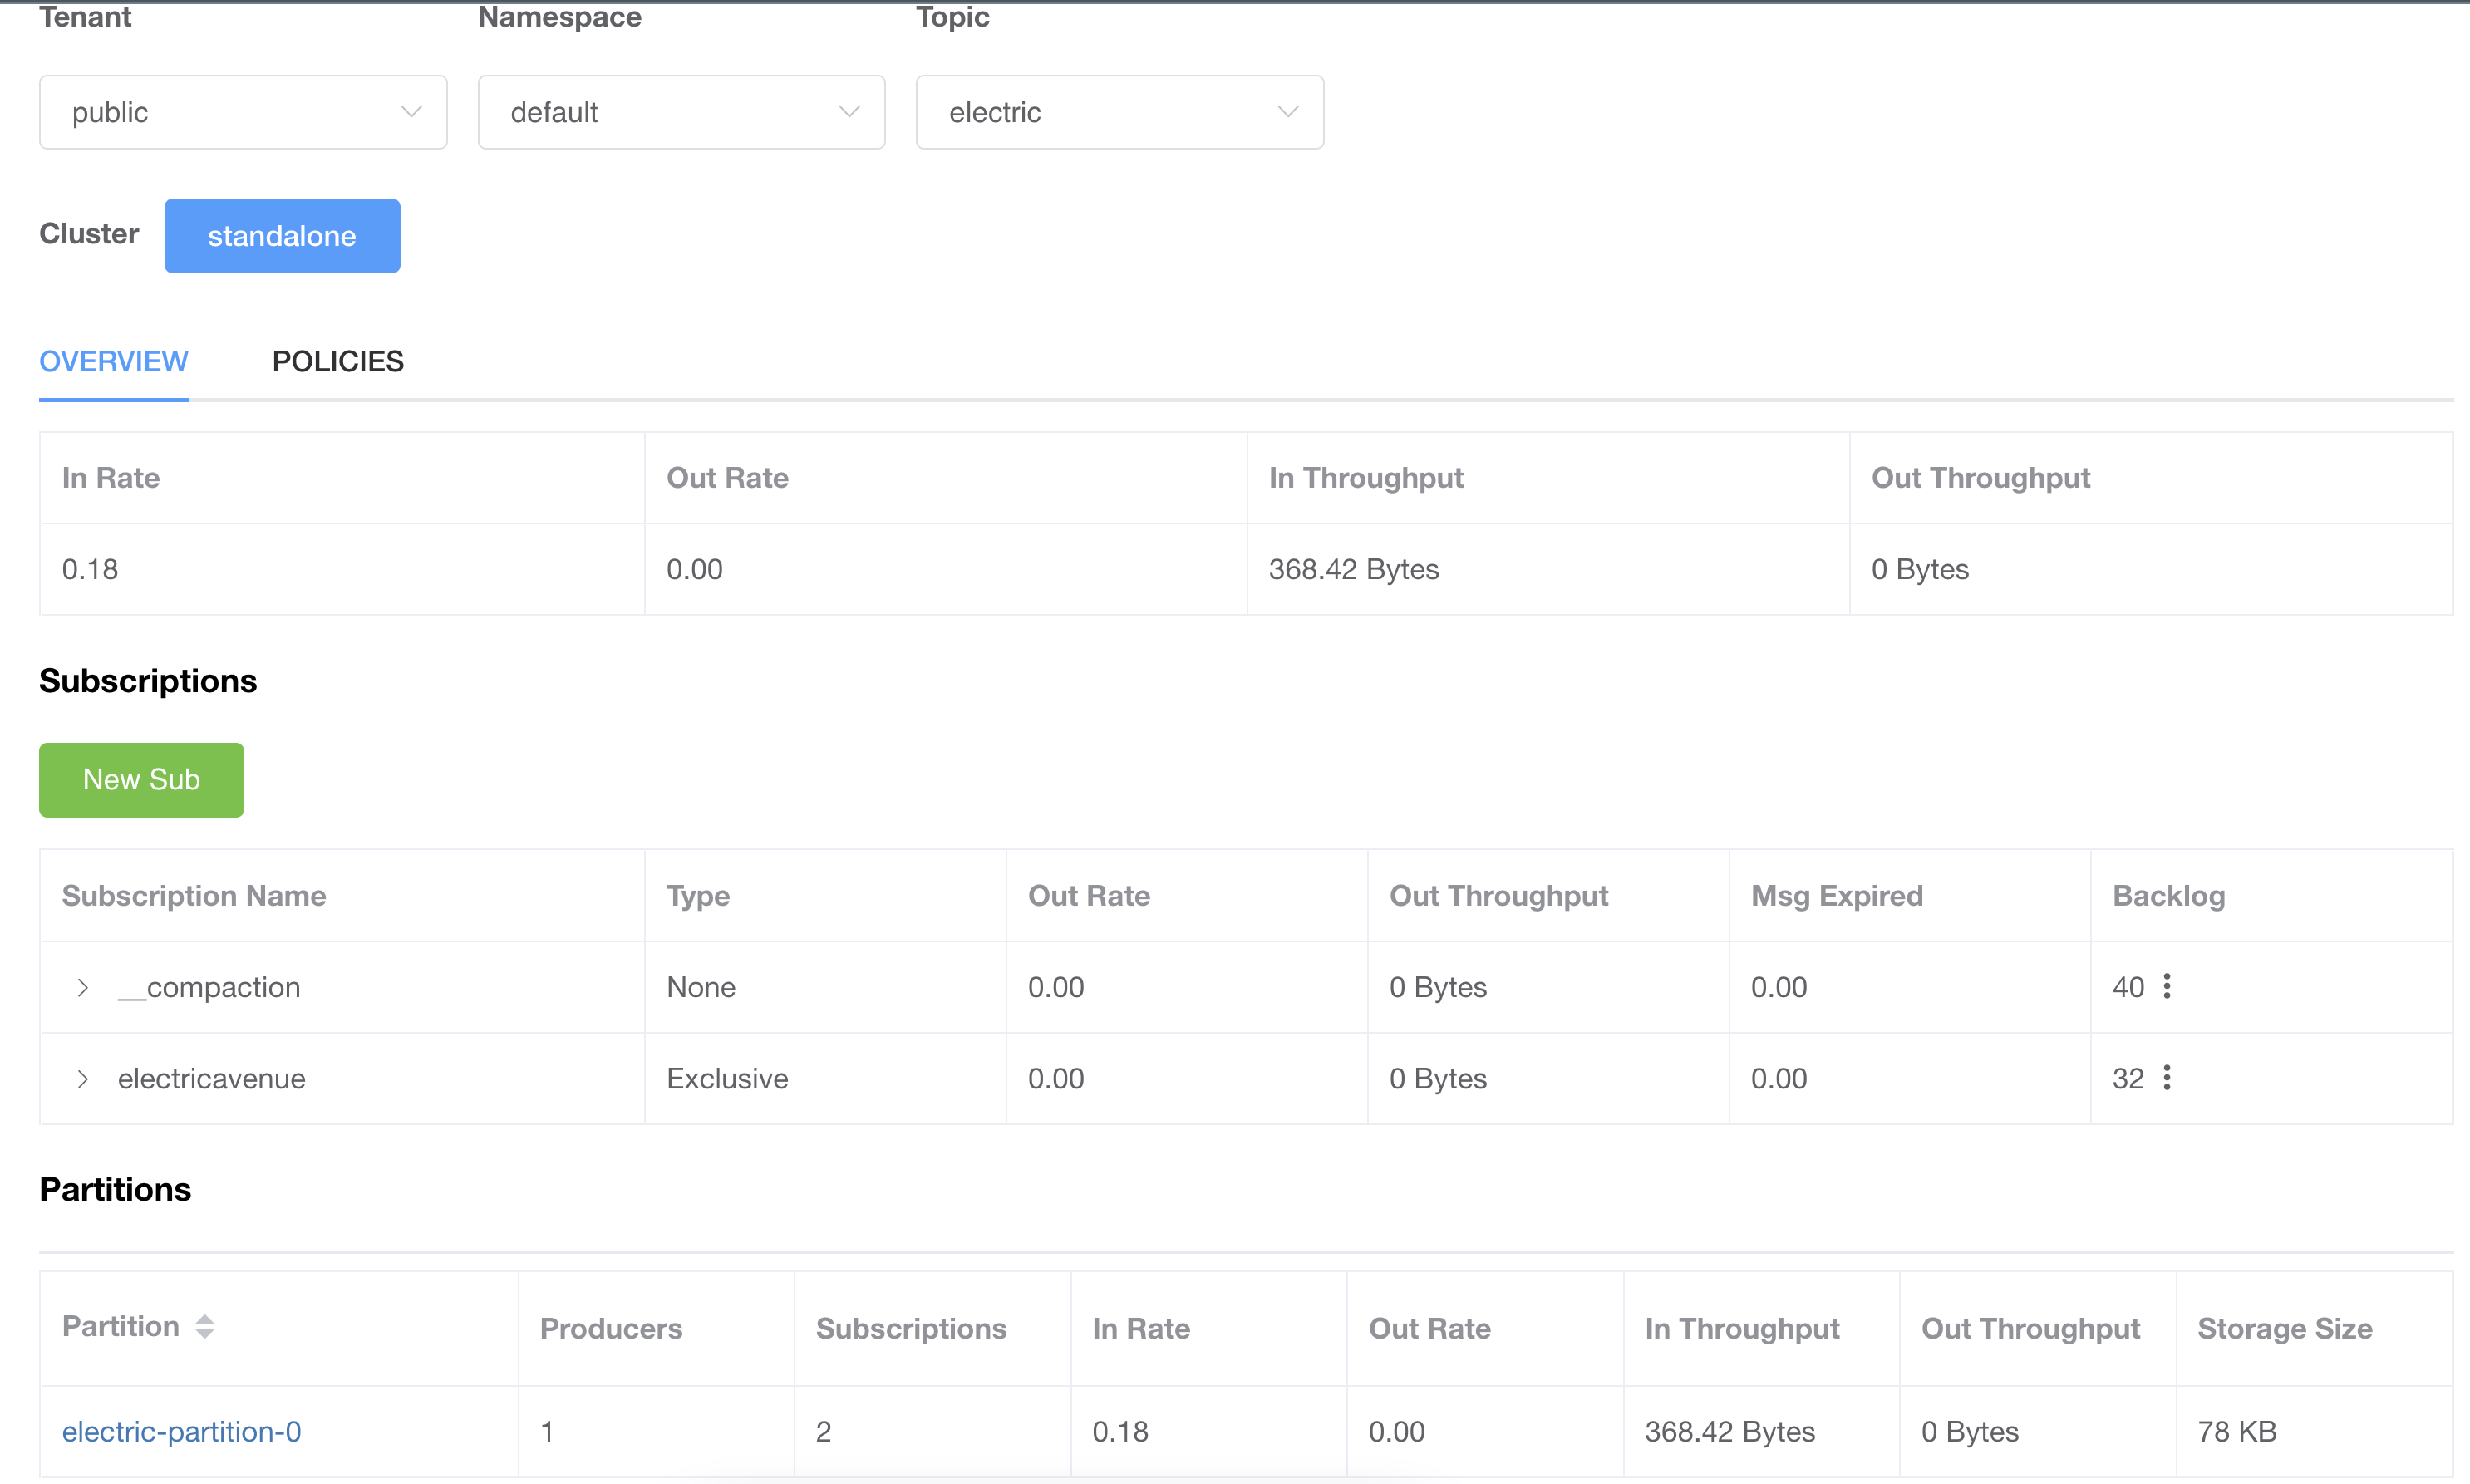 Tenant Namespace Topic
public default electric
Cluster standalone
OVERVIEW POLICIES
In Rate Out Rate In Throughput Out Throughput
0.18 0.00 368.42 Bytes 0 Bytes
Subscriptions
New Sub
Subscription Name Type Out Rate Out Throughput Msg Expired Backlog
__compaction None 0.00 0 Bytes 0.00 40
electricavenue Exclusive 0.00 0 Bytes 0.00 32
Partitions
Partition Producers Subscriptions In Rate Out Rate In Throughput Out Throughput Storage Size
electric-partition-0 1 2 0.18 0.00 368.42 Bytes 0 Bytes 78 KB